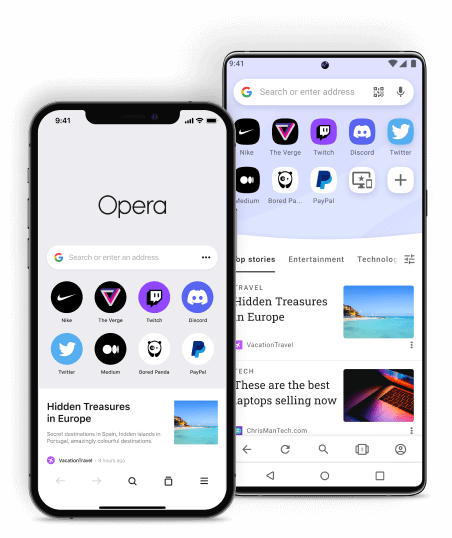 9:41
Opera
Search or enter an address
Nike
The Verge
Twitch
Discord
Twitter
Medium
Bored Panda
PayPal
Hidden Treasures
in Europe
Secret destinations in Spain, hidden islands in
Portugal, amazingly colourful destinations.
VacationTravel • 8 hours ago
9:41
Search or enter address
Nike
The Verge
Twitch
Discord
Twitter
Medium
Bored Pa...
PayPal
op stories
Entertainment
Technolog
TRAVEL
Hidden Treasures
in Europe
VacationTravel
TECH
These are the best
laptops selling now
ChrisManTech.com